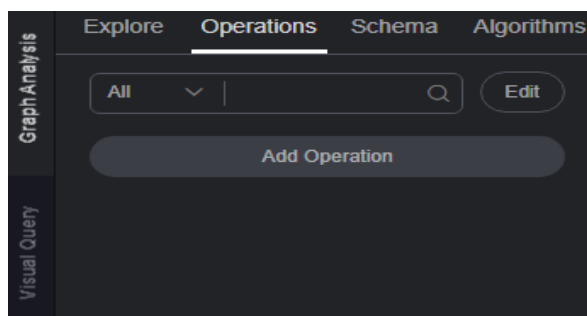 Explore Operations Schema Algorithms
All Edit
Add Operation
Graph Analysis
Visual Query